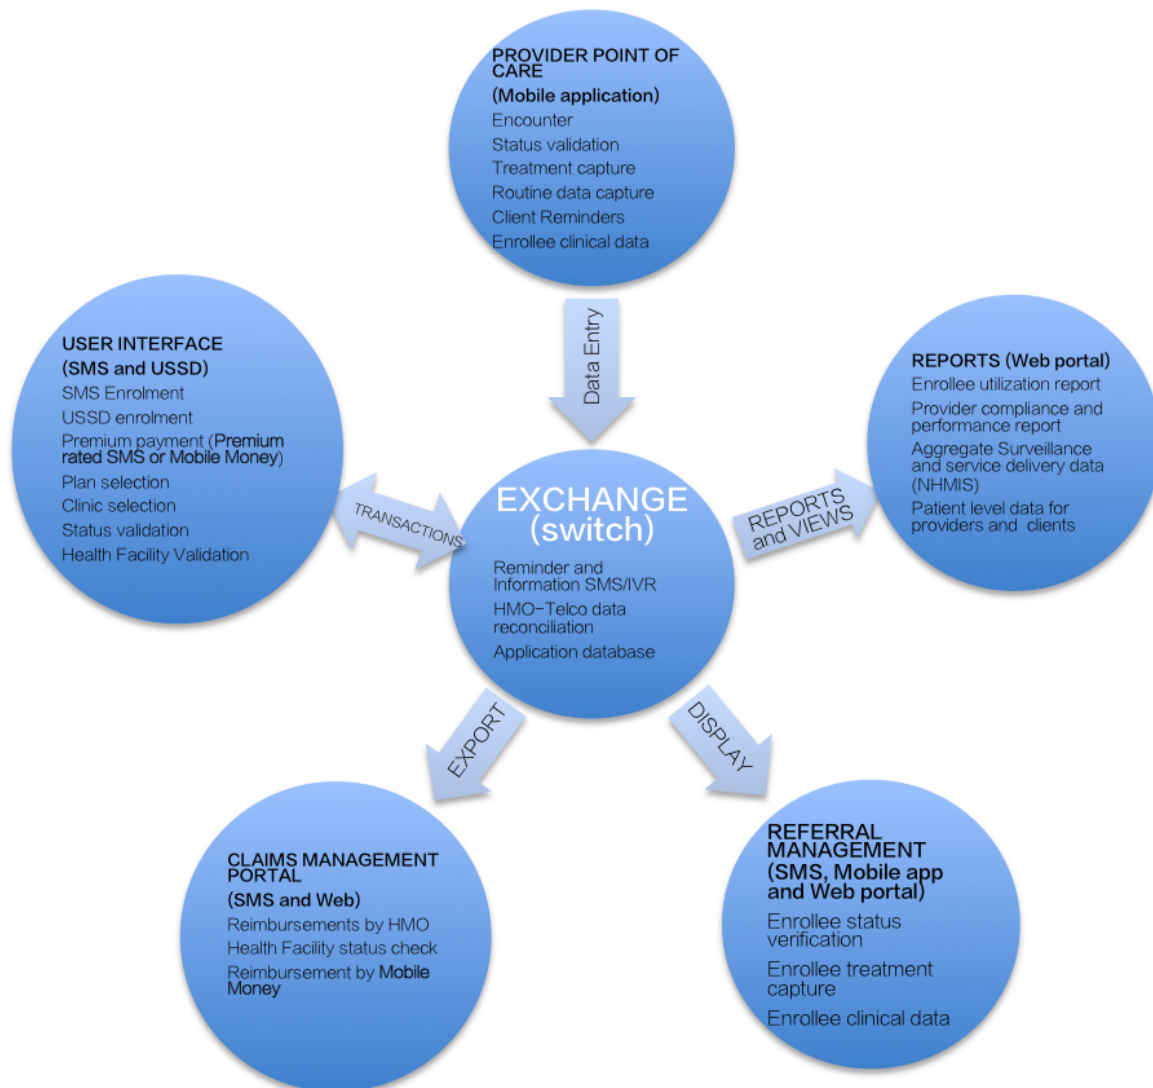 PROVIDER POINT OF
CARE
(Mobile application)
Encounter
Status validation
Treatment capture
Routine data capture
Client Reminders
Enrollee clinical data
Data Entry
USER INTERFACE
(SMS and USSD)
SMS Enrolment
USSD enrolment
Premium payment (Premium
rated SMS or Mobile Money)
Plan selection
Clinic selection
Status validation
Health Facility Validation
TRANSACTIONS
EXCHANGE
(switch)
Reminder and
Information SMS/IVR
HMO-Telco data
reconciliation
Application database
REPORTS
and VIEWS
REPORTS (Web portal)
Enrollee utilization report
Provider compliance and
performance report
Aggregate Surveillance
and service delivery data
(NHMIS)
Patient level data for
providers and clients
EXPORT
DISPLAY
CLAIMS MANAGEMENT
PORTAL
(SMS and Web)
Reimbursements by HMO
Health Facility status check
Reimbursement by Mobile
Money
REFERRAL
MANAGEMENT
(SMS, Mobile app
and Web portal)
Enrollee status
verification
Enrollee treatment
capture
Enrollee clinical data